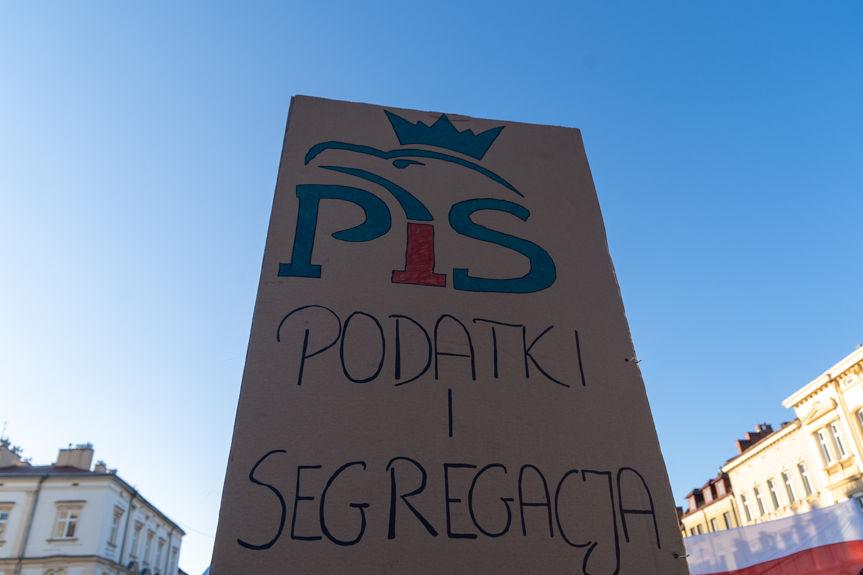 PiS
PODATKI
I
SEGREGACJA